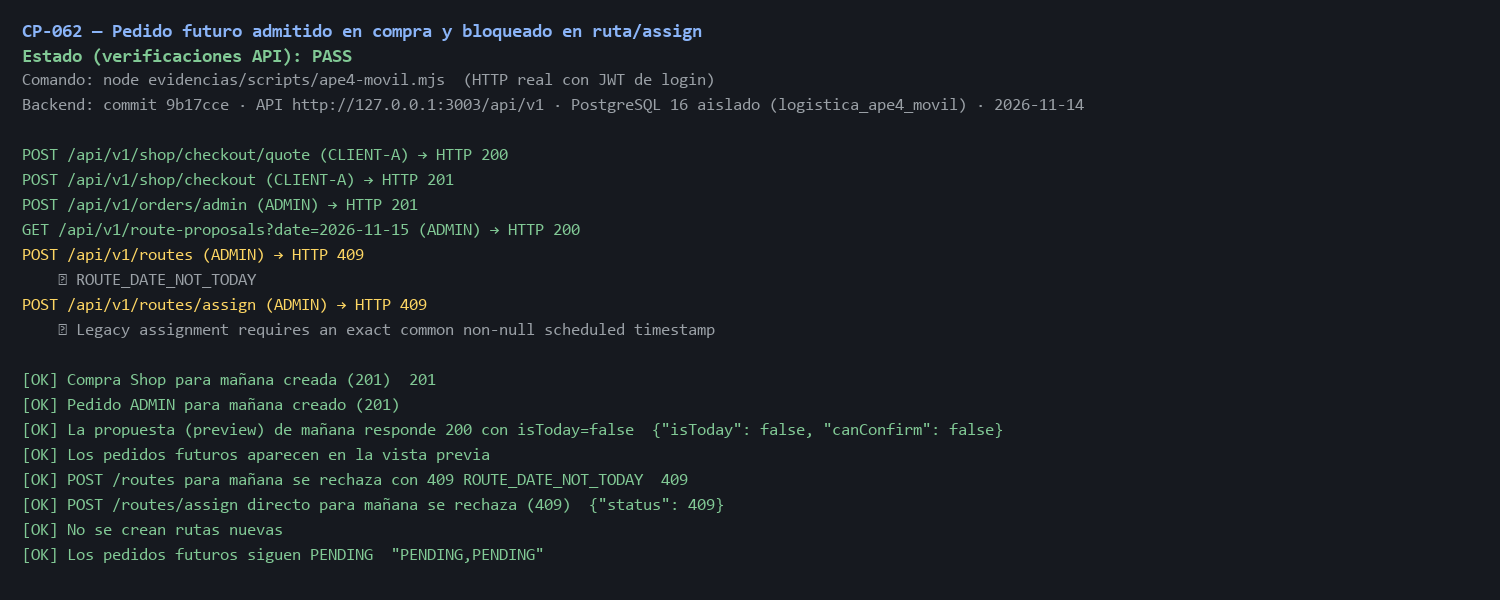 CP-062 — Pedido futuro admitido en compra y bloqueado en ruta/assign
Estado (verificaciones API): PASS
Comando: node evidencias/scripts/ape4-movil.mjs  (HTTP real con JWT de login)
Backend: commit 9b17cce · API http://127.0.0.1:3003/api/v1 · PostgreSQL 16 aislado (logistica_ape4_movil) · 2026-11-14
POST /api/v1/shop/checkout/quote (CLIENT-A) → HTTP 200
POST /api/v1/shop/checkout (CLIENT-A) → HTTP 201
POST /api/v1/orders/admin (ADMIN) → HTTP 201
GET /api/v1/route-proposals?date=2026-11-15 (ADMIN) → HTTP 200
POST /api/v1/routes (ADMIN) → HTTP 409
ROUTE_DATE_NOT_TODAY
POST /api/v1/routes/assign (ADMIN) → HTTP 409
Legacy assignment requires an exact common non-null scheduled timestamp
[OK] Compra Shop para mañana creada (201)  201
[OK] Pedido ADMIN para mañana creado (201)
[OK] La propuesta (preview) de mañana responde 200 con isToday=false  {"isToday": false, "canConfirm": false}
[OK] Los pedidos futuros aparecen en la vista previa
[OK] POST /routes para mañana se rechaza con 409 ROUTE_DATE_NOT_TODAY  409
[OK] POST /routes/assign directo para mañana se rechaza (409)  {"status": 409}
[OK] No se crean rutas nuevas
[OK] Los pedidos futuros siguen PENDING  "PENDING,PENDING"